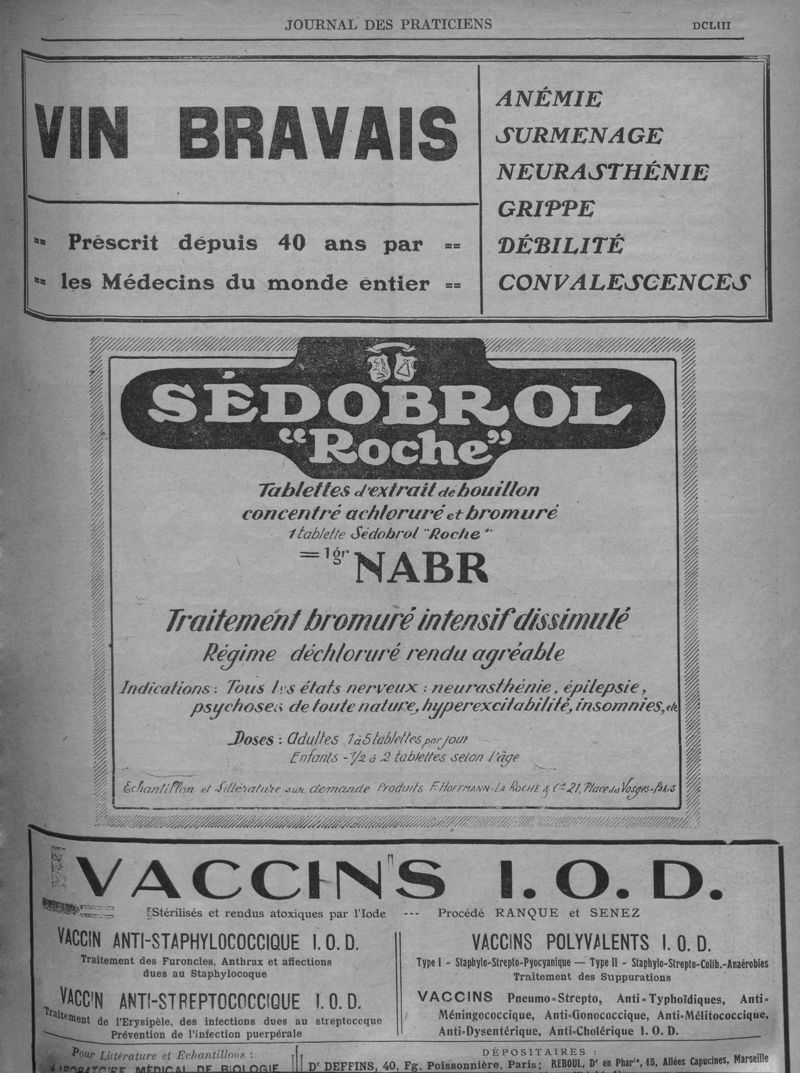 JOURNAL DES PRATICIENS
DCLIII
VIN BRAVAIS
Prescrit depuis 40 ans par
les Médecins du monde entier
ANÉMIE
SURMENAGE
NEURASTHÉNIE
GRIPPE
DÉBILITÉ
CONVALESCENCES
SÉDOBROL
"Roche"
Tablettes d'extrait de bouillon
concentré achloruré et bromuré
1 tablette Sédobrol "Roche"
= 1gr NABR
Traitement bromuré intensif dissimulé
Régime déchloruré rendu agréable
Indications : Tous les états nerveux : neurasthénie, épilepsie,
psychoses de toute nature, hyperexcitabilité, insomnies, etc
Doses : Adultes 1 à 5 tablettes par jour
Enfants - 1/2 à 2 tablettes selon l'âge
Echantillon et Littérature sur demande Produits F. HOFFMANN-LA ROCHE & Cie 21, Place des Vosges-PARIS
VACCINS I.O.D.
Stérilisés et rendus atoxiques par l'Iode --- Procédé RANQUE et SENEZ
VACCIN ANTI-STAPHYLOCOCCIQUE I.O.D.
Traitement des Furoncles, Anthrax et affections
dues au Staphylocoque
VACCIN ANTI-STREPTOCOCCIQUE I.O.D.
Traitement de l'Erysipèle, des infections dues au streptocoque
Prévention de l'infection puerpérale
VACCINS POLYVALENTS I.O.D.
Type I - Staphylo-Strepto-Pyocyanique — Type II - Staphylo-Strepto-Colib.-Anaérobies
Traitement des Suppurations
VACCINS Pneumo-Strepto, Anti-Typhoïdiques, Anti-
Méningococcique, Anti-Gonococcique, Anti-Mélitococcique,
Anti-Dysentérique, Anti-Cholérique I.O.D.
Pour Littérature et Echantillons :
LABORATOIRE MÉDICAL DE BIOLOGIE
DÉPOSITAIRES :
Dr DEFFINS, 40, Fg. Poissonnière, Paris; REBOUL, Dr en Phar., 15, Allées Capucines, Marseille